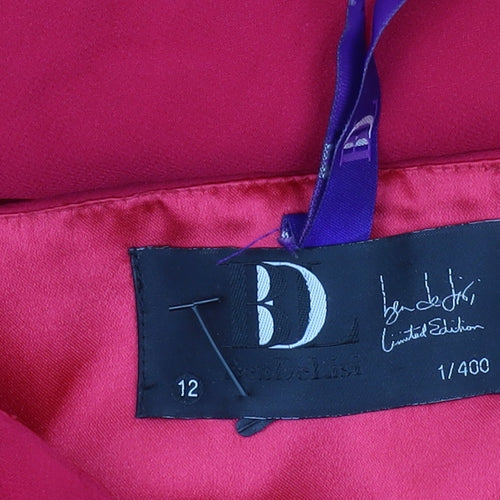 BDL
ben de lisi
Limited Edition
1/400
12